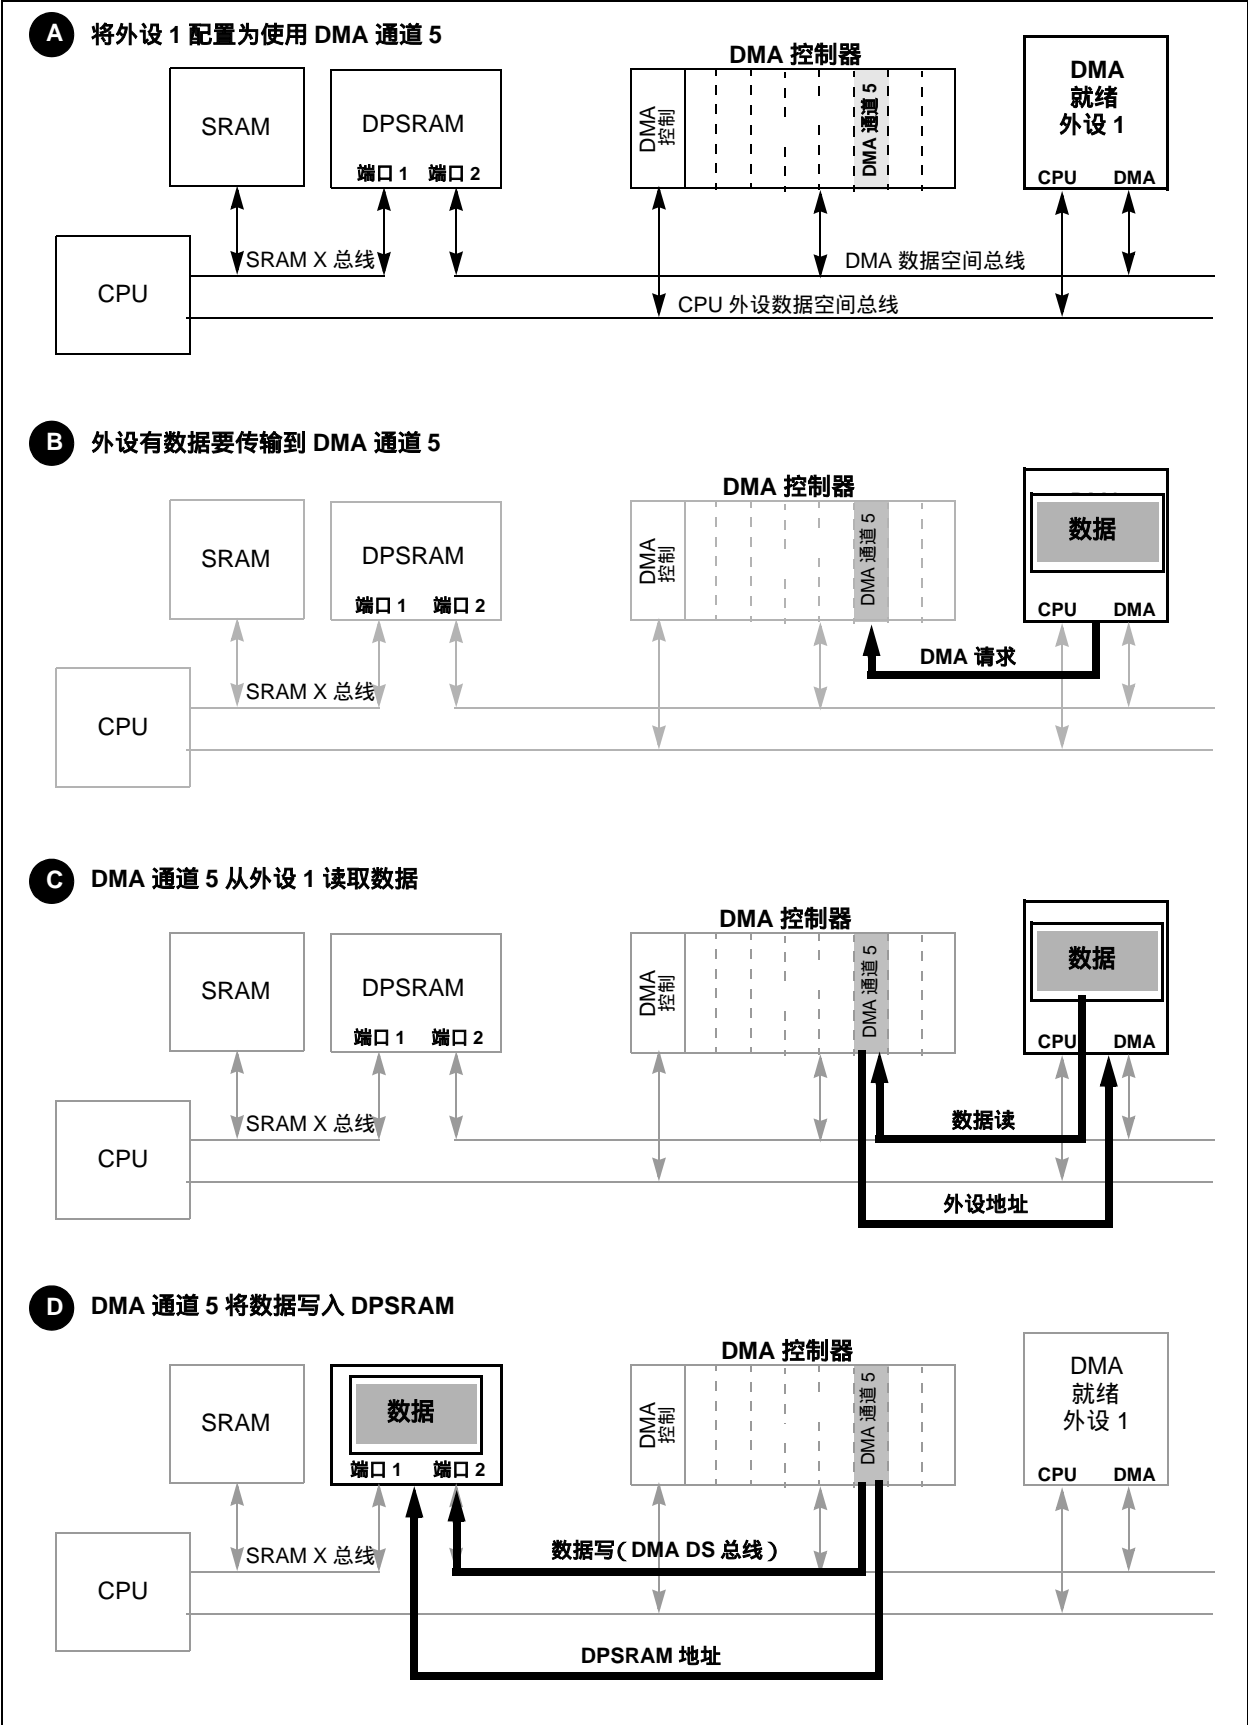 A 将外设 1 配置为使用 DMA 通道 5
DMA 控制器
SRAM
DPSRAM
端口 1 端口 2
DMA
控制
DMA 通道 5
DMA
就绪
外设 1
CPU DMA
SRAM X 总线
DMA 数据空间总线
CPU
CPU 外设数据空间总线
B 外设有数据要传输到 DMA 通道 5
DMA 控制器
SRAM
DPSRAM
端口 1 端口 2
DMA
控制
DMA 通道 5
数据
CPU DMA
DMA 请求
SRAM X 总线
CPU
C DMA 通道 5 从外设 1 读取数据
DMA 控制器
SRAM
DPSRAM
端口 1 端口 2
DMA
控制
DMA 通道 5
数据
CPU DMA
SRAM X 总线
数据读
CPU
外设地址
D DMA 通道 5 将数据写入 DPSRAM
DMA 控制器
SRAM
数据
端口 1 端口 2
DMA
控制
DMA 通道 5
DMA
就绪
外设 1
CPU DMA
SRAM X 总线
数据写(DMA DS 总线)
CPU
DPSRAM 地址